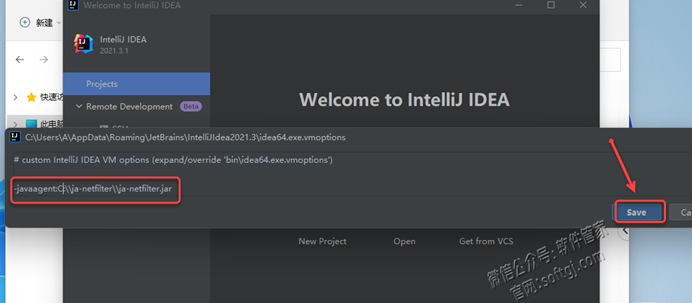 Welcome to IntelliJ IDEA
新建
IntelliJ IDEA
2021.3.1
Projects
Remote Development Beta
快速访
此电脑
Welcome to IntelliJ IDEA
C:\Users\A\AppData\Roaming\JetBrains\IntelliJIdea2021.3\idea64.exe.vmoptions
# custom IntelliJ IDEA VM options (expand/override 'bin\idea64.exe.vmoptions')
-javaagent:C:\\ja-netfilter\\ja-netfilter.jar
Save
Ca
New Project
Open
Get from VCS
微信公众号: 软件管家
官网:softgj.com